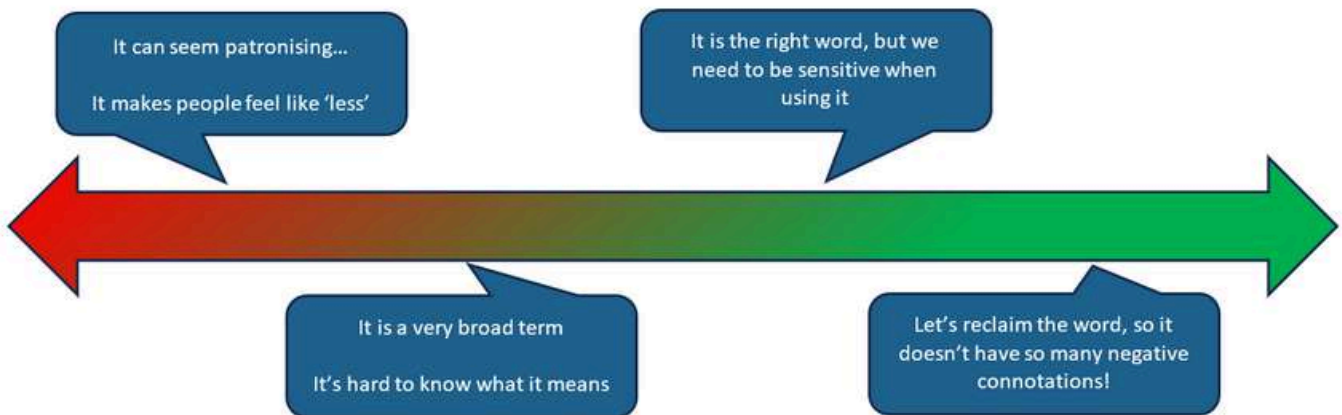 It can seem patronising...
It makes people feel like ‘less’
It is the right word, but we
need to be sensitive when
using it
It is a very broad term
It’s hard to know what it means
Let’s reclaim the word, so it
doesn’t have so many negative
connotations!